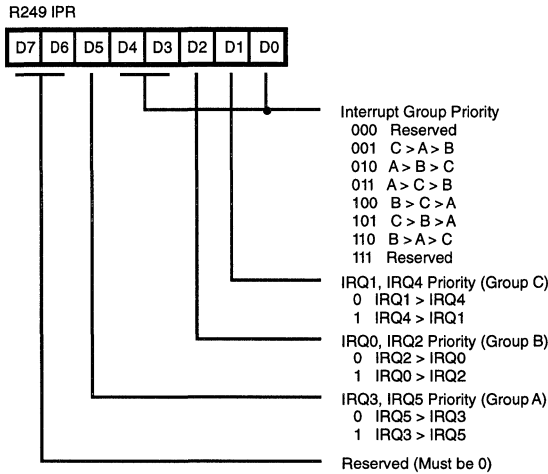 R249 IPR
D7 D6 D5 D4 D3 D2 D1 D0
Interrupt Group Priority
000 Reserved
001 C > A > B
010 A > B > C
011 A > C > B
100 B > C > A
101 C > B > A
110 B > A > C
111 Reserved
IRQ1, IRQ4 Priority (Group C)
0 IRQ1 > IRQ4
1 IRQ4 > IRQ1
IRQ0, IRQ2 Priority (Group B)
0 IRQ2 > IRQ0
1 IRQ0 > IRQ2
IRQ3, IRQ5 Priority (Group A)
0 IRQ5 > IRQ3
1 IRQ3 > IRQ5
Reserved (Must be 0)